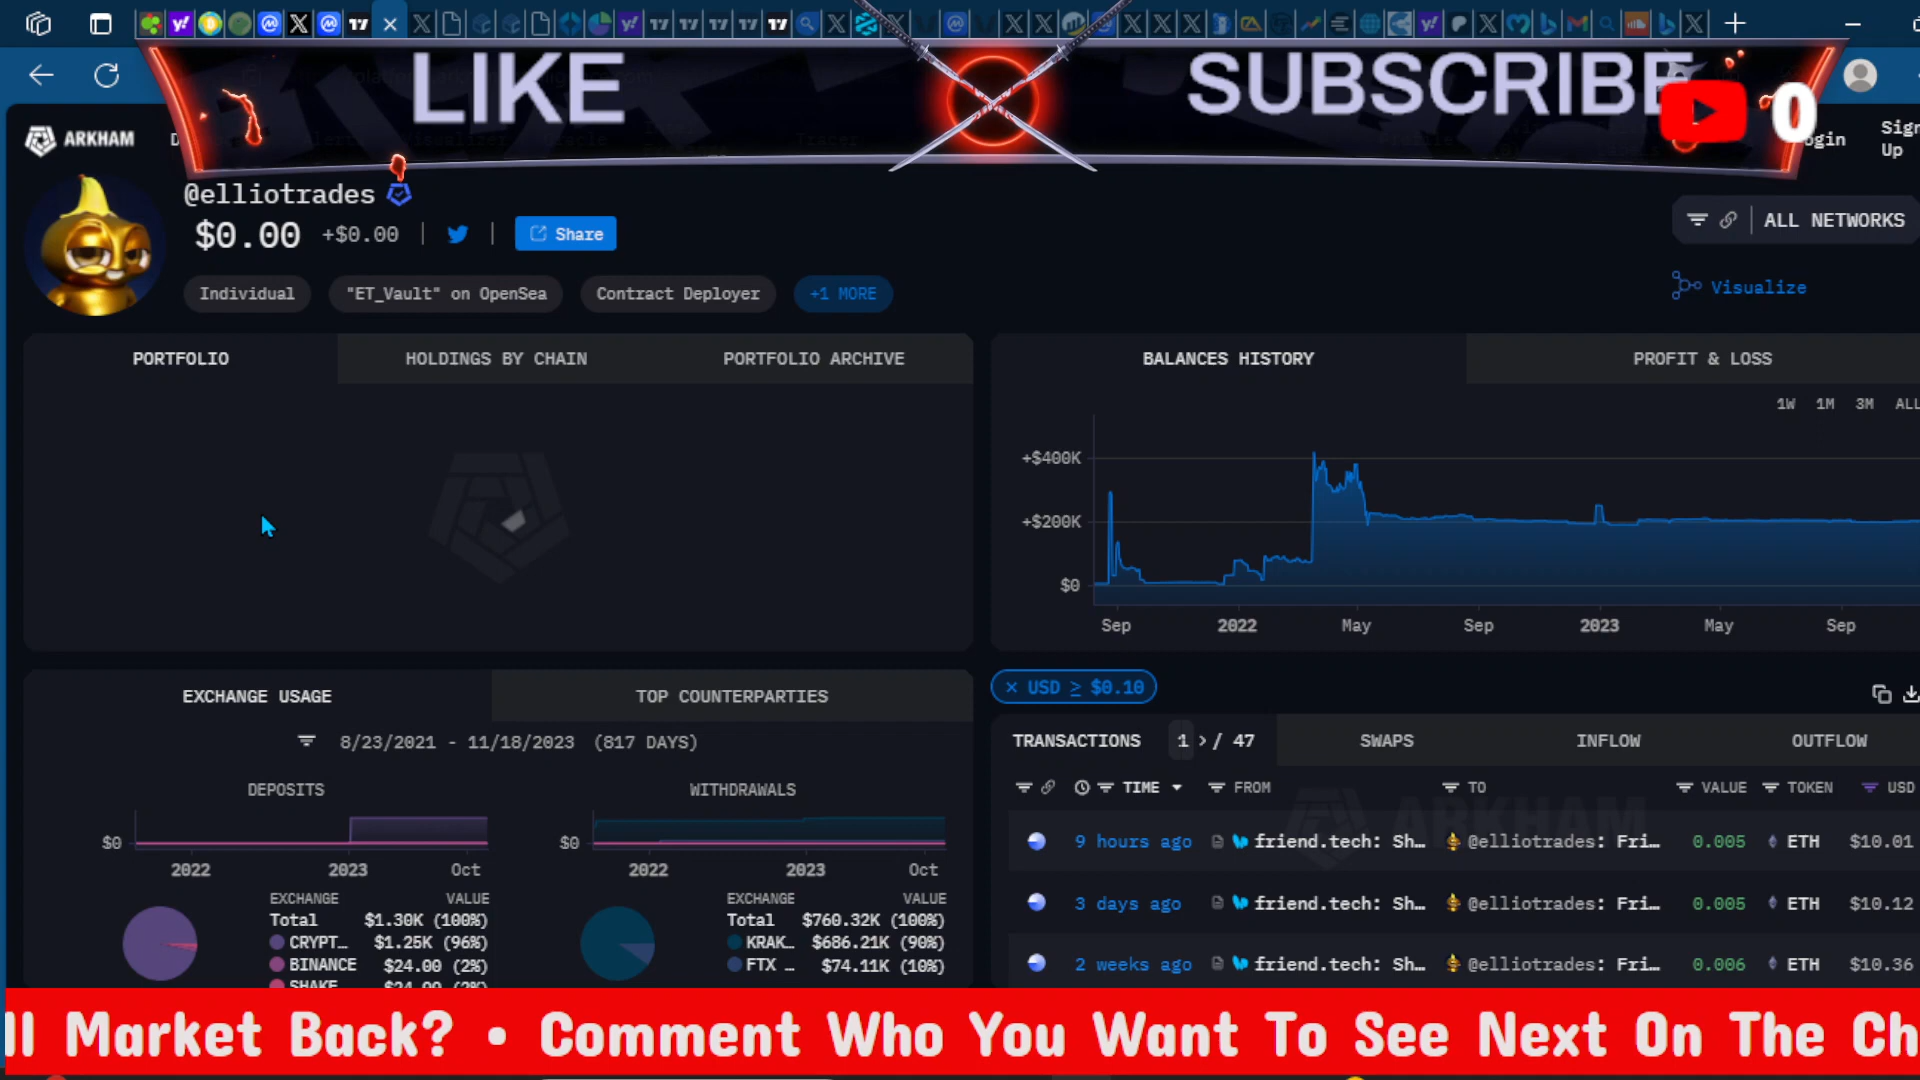 LIKE
SUBSCRIBE
0
ARKHAM
Login
Sign Up
@elliotrades
$0.00 +$0.00 | | Share
ALL NETWORKS
Individual "ET_Vault" on OpenSea Contract Deployer +1 MORE
Visualize
PORTFOLIO HOLDINGS BY CHAIN PORTFOLIO ARCHIVE
BALANCES HISTORY PROFIT & LOSS
1W 1M 3M ALL
+$400K
+$200K
$0
Sep 2022 May Sep 2023 May Sep
EXCHANGE USAGE TOP COUNTERPARTIES
8/23/2021 - 11/18/2023 (817 DAYS)
DEPOSITS
$0
2022 2023 Oct
EXCHANGE VALUE
Total $1.30K (100%)
CRYPT… $1.25K (96%)
BINANCE $24.00 (2%)
SHAKE $24.00 (2%)
WITHDRAWALS
$0
2022 2023 Oct
EXCHANGE VALUE
Total $760.32K (100%)
KRAK… $686.21K (90%)
FTX … $74.11K (10%)
× USD ≥ $0.10
TRANSACTIONS 1 > / 47 SWAPS INFLOW OUTFLOW
TIME FROM TO VALUE TOKEN USD
ARKHAM
9 hours ago friend.tech: Sh… @elliotrades: Fri… 0.005 ETH $10.01
3 days ago friend.tech: Sh… @elliotrades: Fri… 0.005 ETH $10.12
2 weeks ago friend.tech: Sh… @elliotrades: Fri… 0.006 ETH $10.36
ll Market Back? • Comment Who You Want To See Next On The Ch